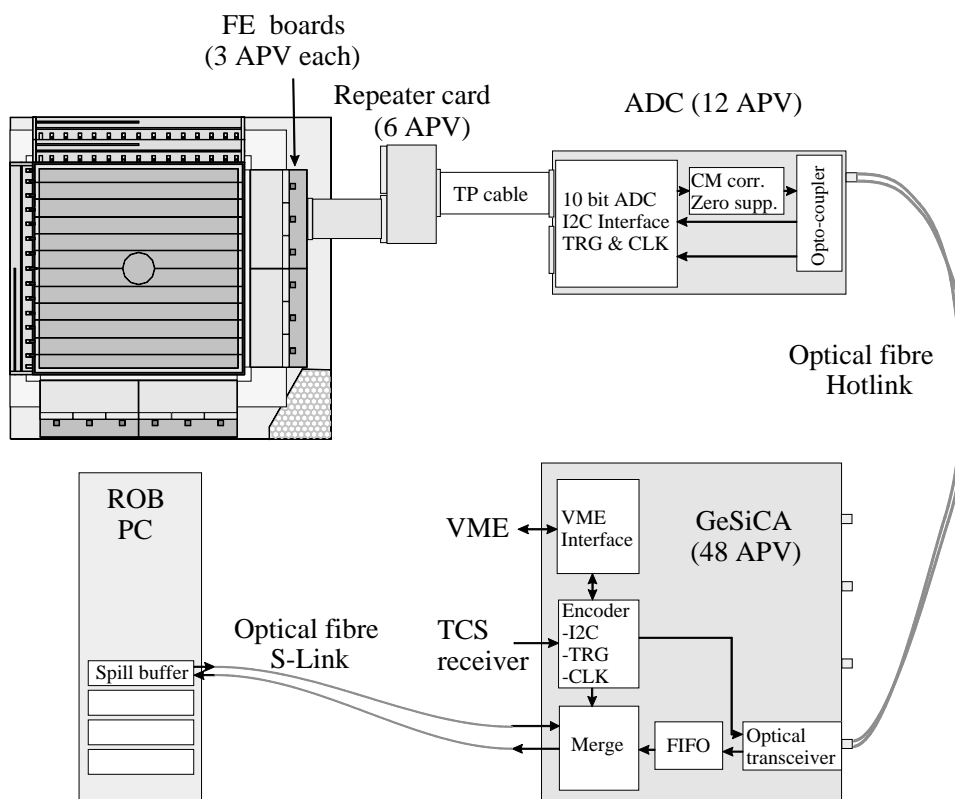 FE boards
(3 APV each)
Repeater card
(6 APV)
ADC (12 APV)
TP cable
10 bit ADC
I2C Interface
TRG & CLK
CM corr.
Zero supp.
Opto-coupler
Optical fibre
Hotlink
ROB
PC
Spill buffer
Optical fibre
S-Link
VME
TCS
receiver
VME
Interface
GeSiCA
(48 APV)
Encoder
-I2C
-TRG
-CLK
Merge
FIFO
Optical
transceiver